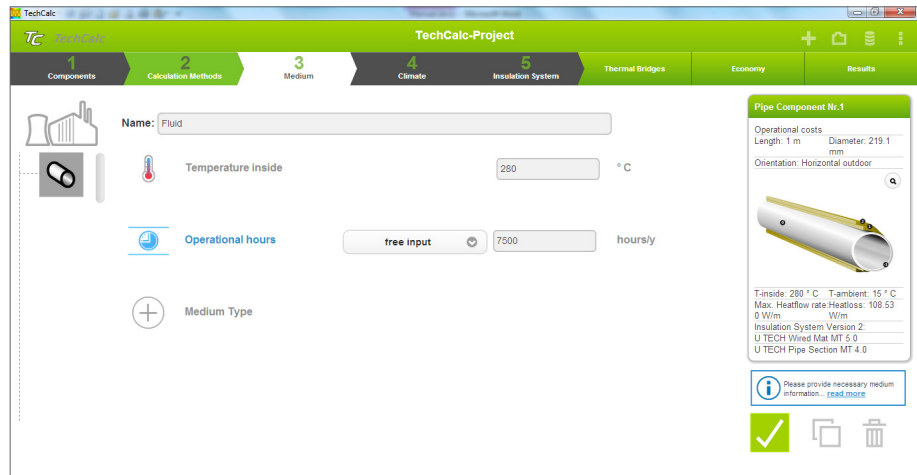 TechCalc
TC TechCalc
TechCalc-Project
1
Components
2
Calculation Methods
3
Medium
4
Climate
5
Insulation System
Thermal Bridges
Economy
Results
Name: Fluid
Temperature inside
280
° C
Operational hours
free input
7500
hours/y
Medium Type
Pipe Component Nr.1
Operational costs
Length: 1 m
Diameter: 219.1
mm
Orientation: Horizontal outdoor
T-inside: 280 ° C
T-ambient: 15 ° C
Max. Heatflow rate:
Heatloss: 108.53
0 W/m
W/m
Insulation System Version 2:
U TECH Wired Mat MT 5.0
U TECH Pipe Section MT 4.0
Please provide necessary medium
information... read more